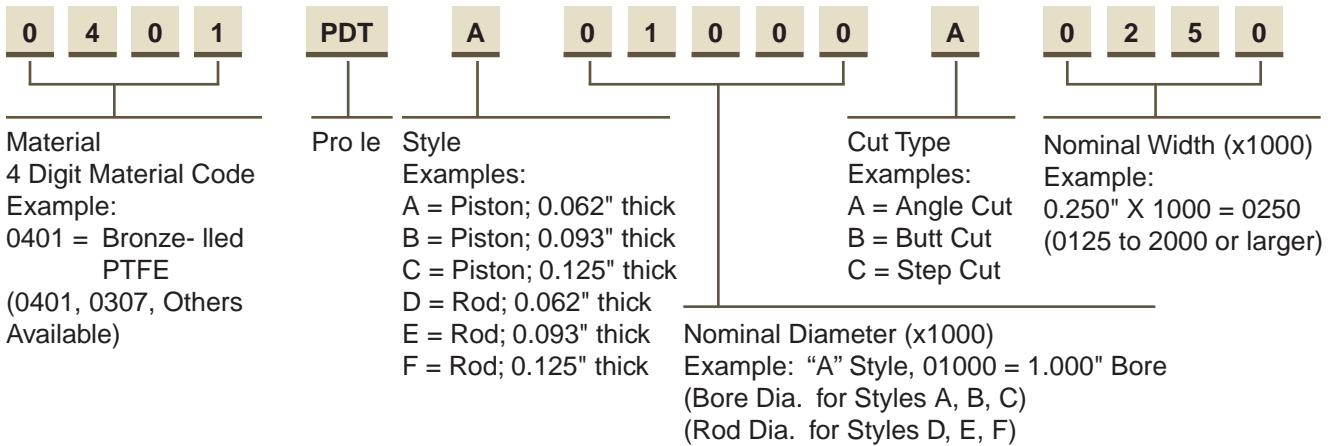 0 4 0 1 PDT A 0 1 0 0 0 A 0 2 5 0
Material
4 Digit Material Code
Example:
0401 = Bronze- lled
PTFE
(0401, 0307, Others
Available)
Pro le
Style
Examples:
A = Piston; 0.062" thick
B = Piston; 0.093" thick
C = Piston; 0.125" thick
D = Rod; 0.062" thick
E = Rod; 0.093" thick
F = Rod; 0.125" thick
Nominal Diameter (x1000)
Example: “A” Style, 01000 = 1.000" Bore
(Bore Dia. for Styles A, B, C)
(Rod Dia. for Styles D, E, F)
Cut Type
Examples:
A = Angle Cut
B = Butt Cut
C = Step Cut
Nominal Width (x1000)
Example:
0.250" X 1000 = 0250
(0125 to 2000 or larger)